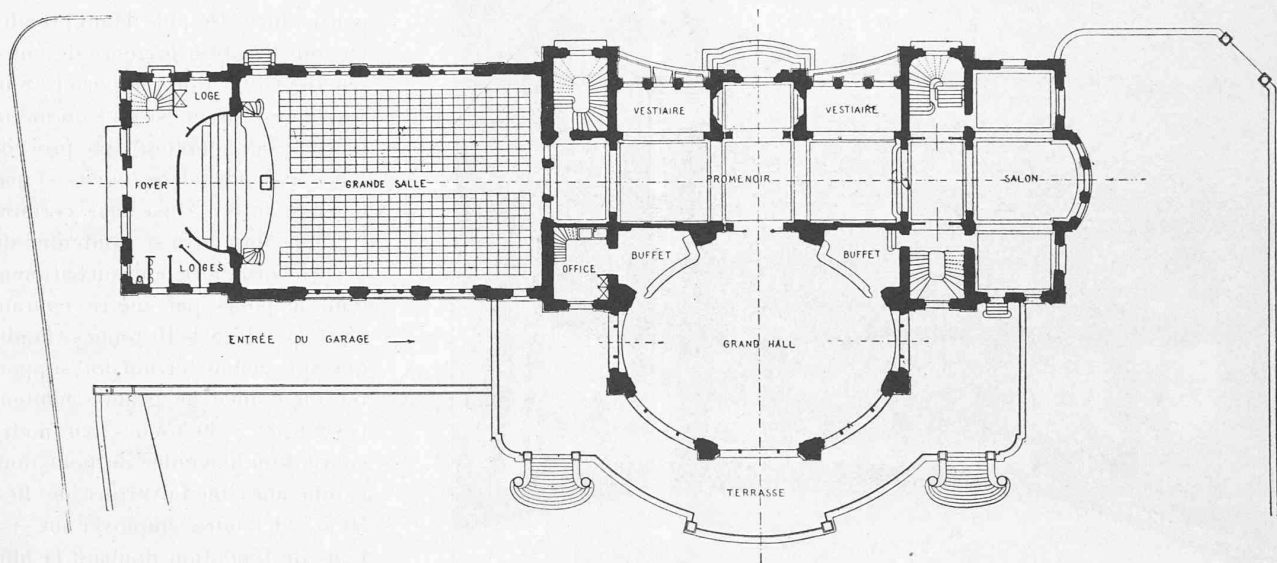 LOGE
VESTIAIRE
VESTIAIRE
FOYER
GRANDE SALLE
PROMENOIR
SALON
LOGES
OFFICE
BUFFET
BUFFET
ENTRÉE DU GARAGE
GRAND HALL
TERRASSE